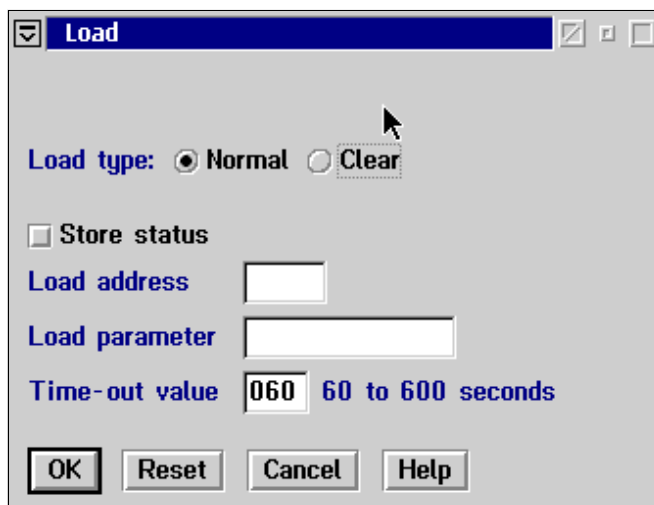 Load
Load type: Normal Clear
Store status
Load address
Load parameter
Time-out value 060 60 to 600 seconds
OK Reset Cancel Help